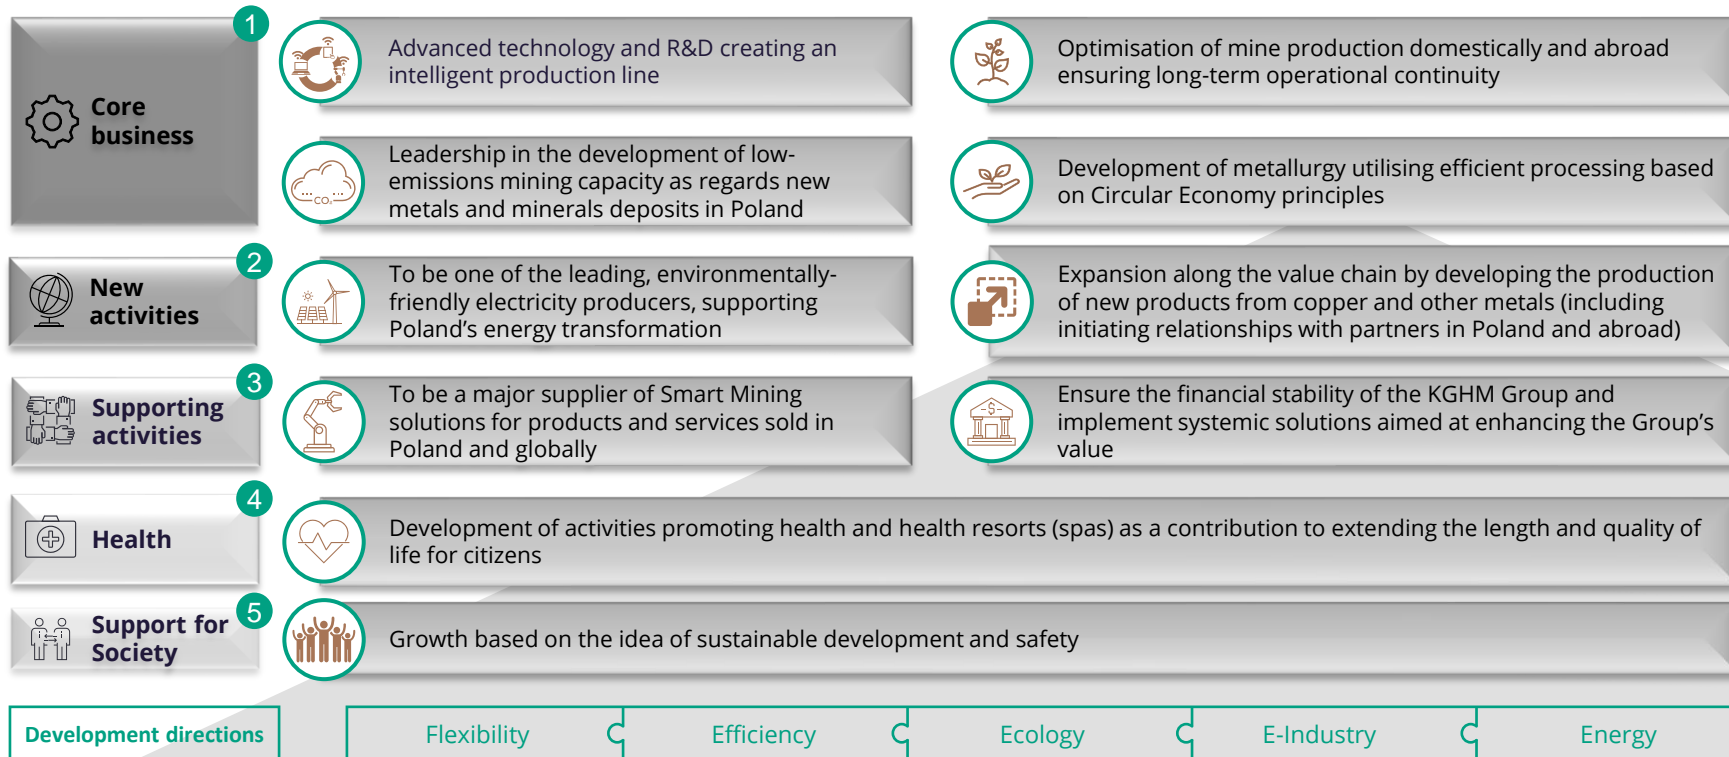 1
Core
business
Advanced technology and R&D creating an
intelligent production line
Optimisation of mine production domestically and abroad
ensuring long-term operational continuity
CO₂
Leadership in the development of low-
emissions mining capacity as regards new
metals and minerals deposits in Poland
Development of metallurgy utilising efficient processing based
on Circular Economy principles
2
New
activities
To be one of the leading, environmentally-
friendly electricity producers, supporting
Poland’s energy transformation
Expansion along the value chain by developing the production
of new products from copper and other metals (including
initiating relationships with partners in Poland and abroad)
3
Supporting
activities
To be a major supplier of Smart Mining
solutions for products and services sold in
Poland and globally
-$-
Ensure the financial stability of the KGHM Group and
implement systemic solutions aimed at enhancing the Group’s
value
4
Health
Development of activities promoting health and health resorts (spas) as a contribution to extending the length and quality of
life for citizens
5
Support for
Society
Growth based on the idea of sustainable development and safety
Development directions
Flexibility
Efficiency
Ecology
E-Industry
Energy